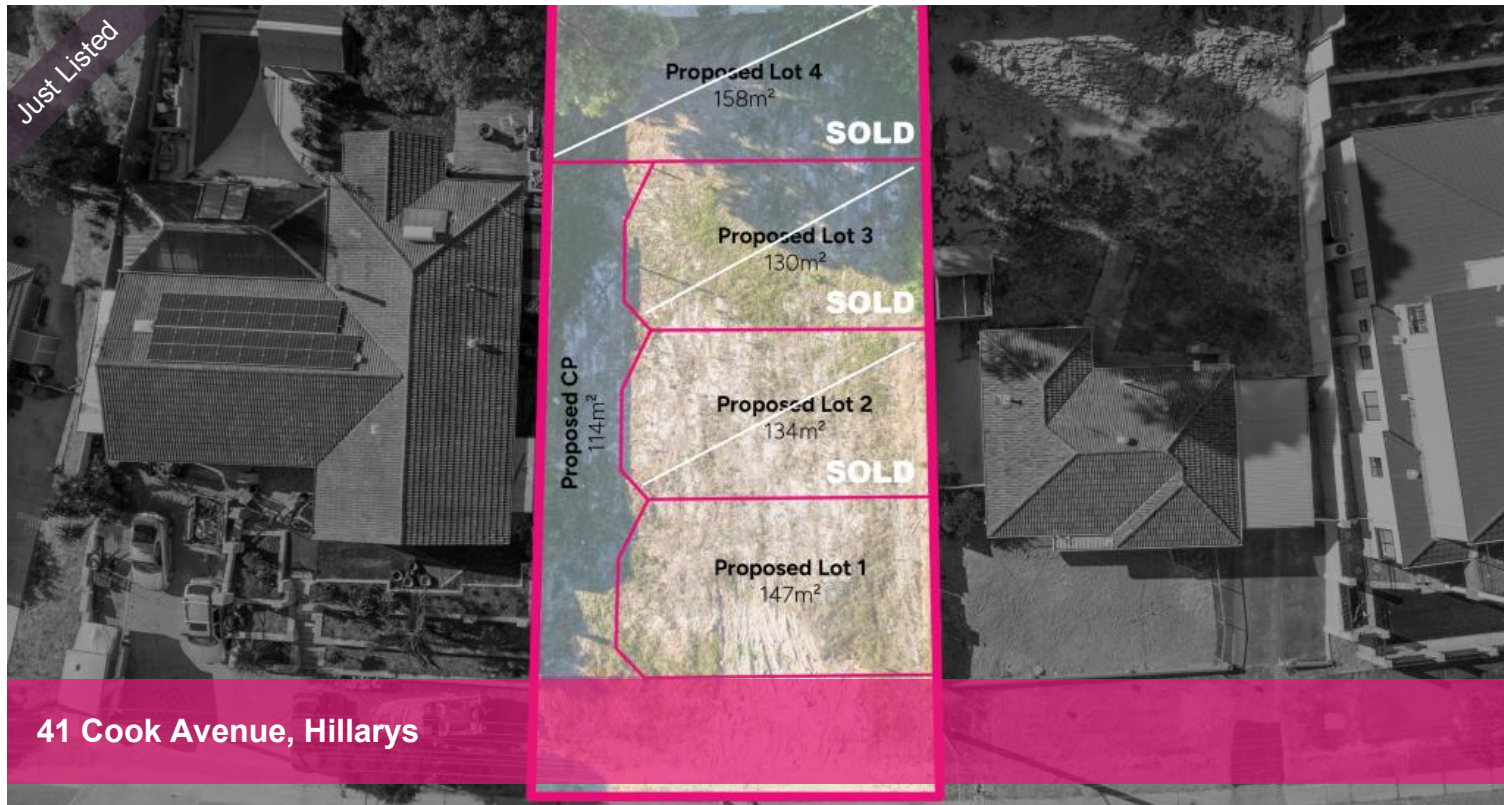 Just Listed
Proposed Lot 4
158m²
SOLD
Proposed Lot 3
130m²
SOLD
Proposed CP
114m²
Proposed Lot 2
134m²
SOLD
Proposed Lot 1
147m²
41 Cook Avenue, Hillarys